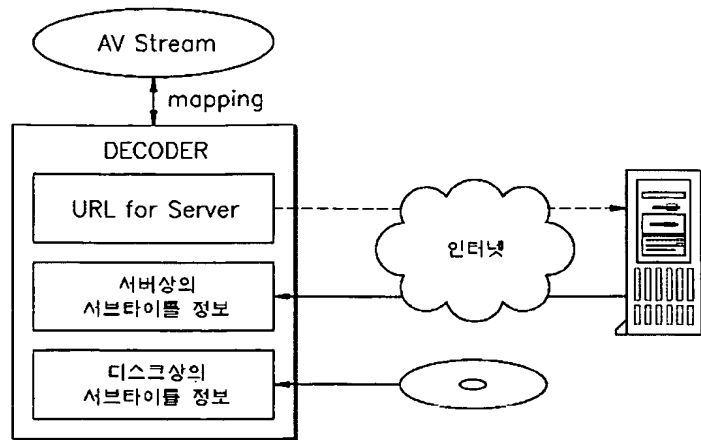 AV Stream
mapping
DECODER
URL for Server
인터넷
서버상의
서브타이틀 정보
디스크상의
서브타이틀 정보